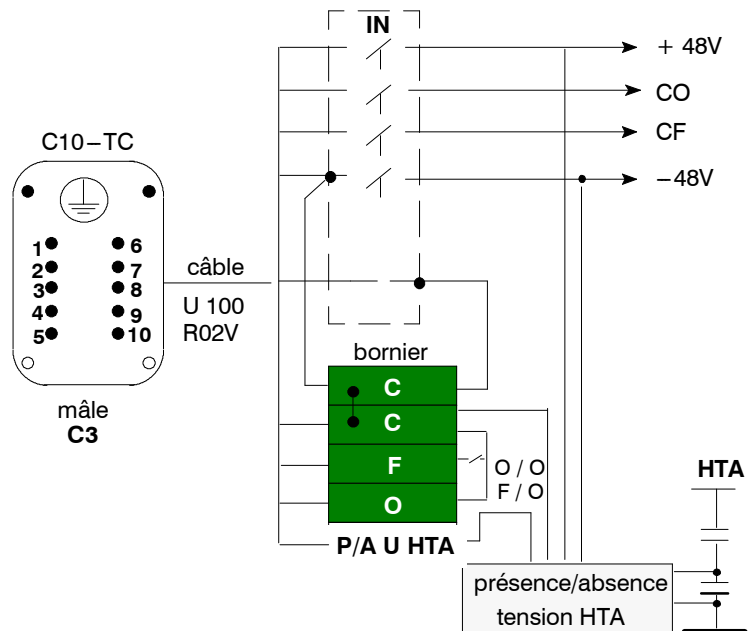 IN
+ 48V
CO
CF
−48V
C10−TC
1 6
2 7
3 8
4 9
5 10
câble
U 100
R02V
mâle
C3
bornier
C
C
F
O
O / O
F / O
HTA
P/A U HTA
présence/absence
tension HTA